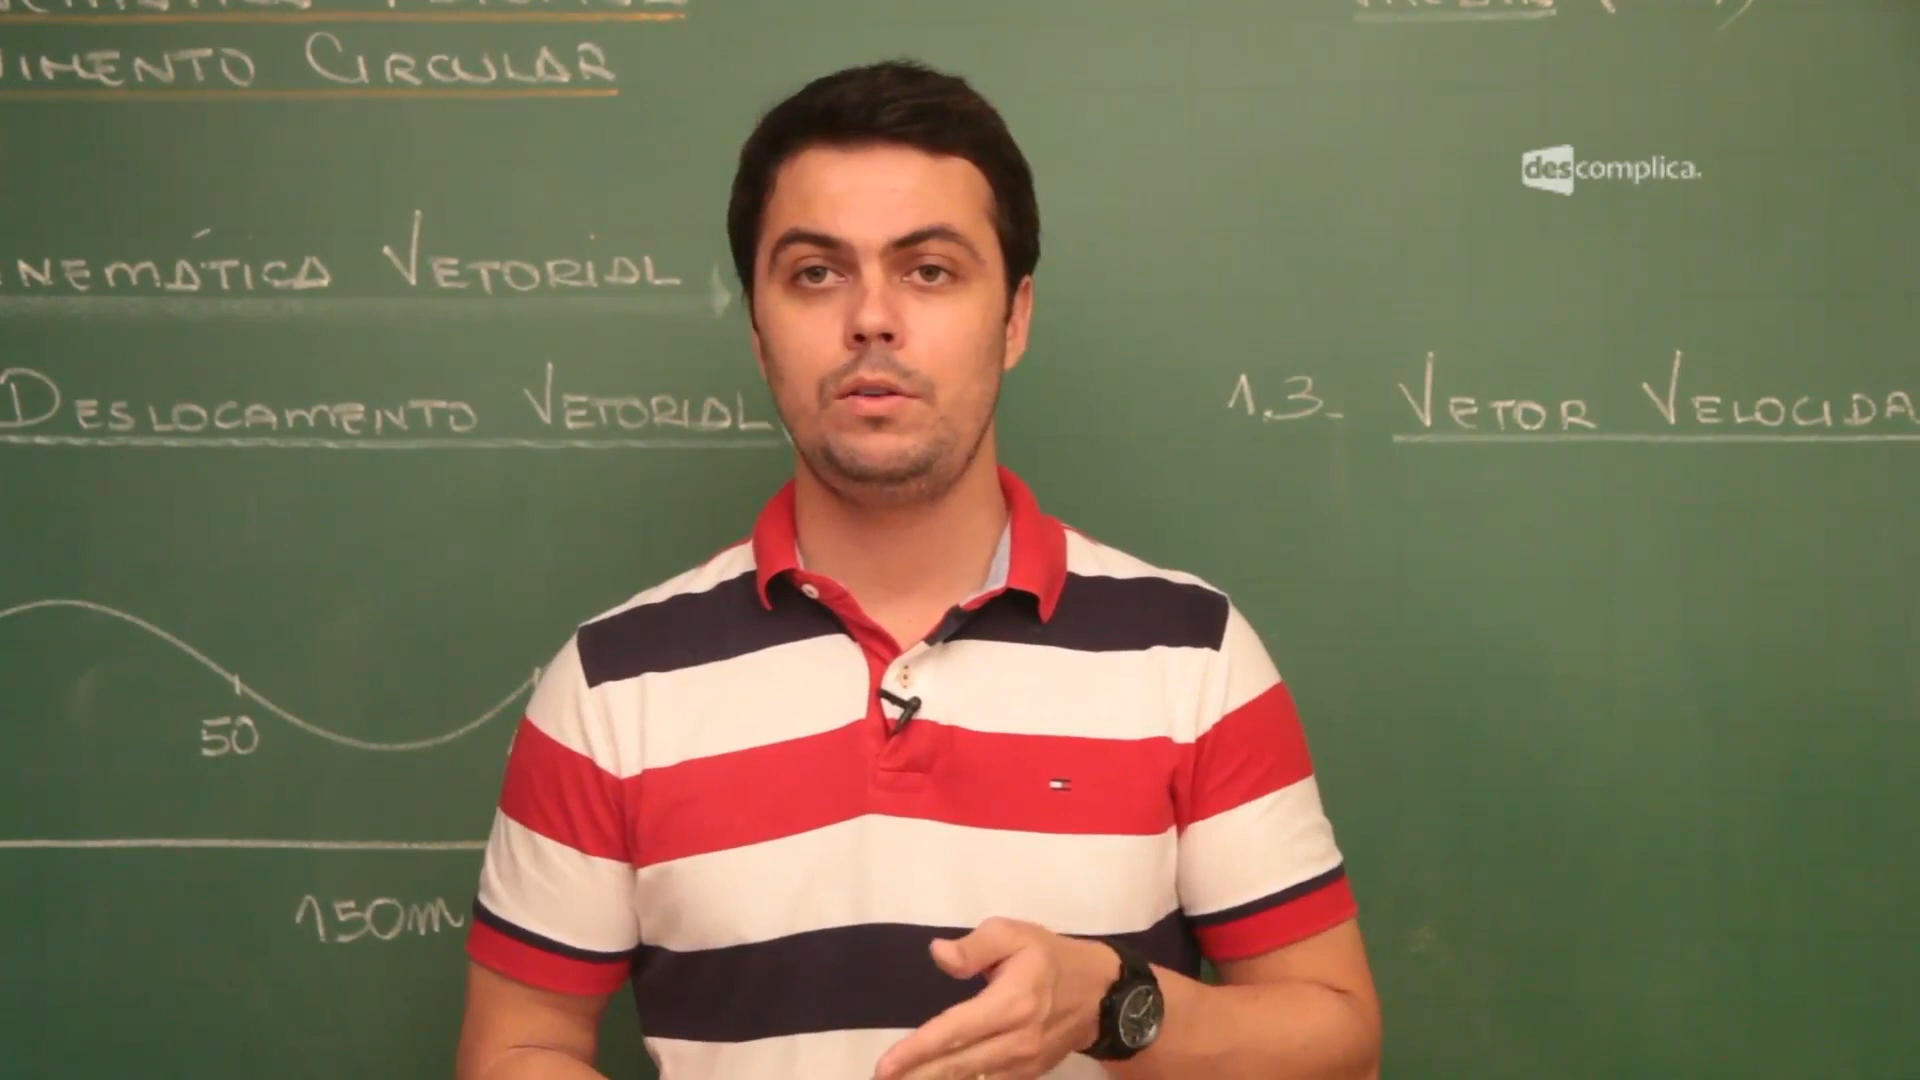 IMENTO CIRCULAR
descomplica.
NEMÁTICA VETORIAL
DESLOCAMENTO VETORIAL
1.3- VETOR VELOCIDA
50
150m